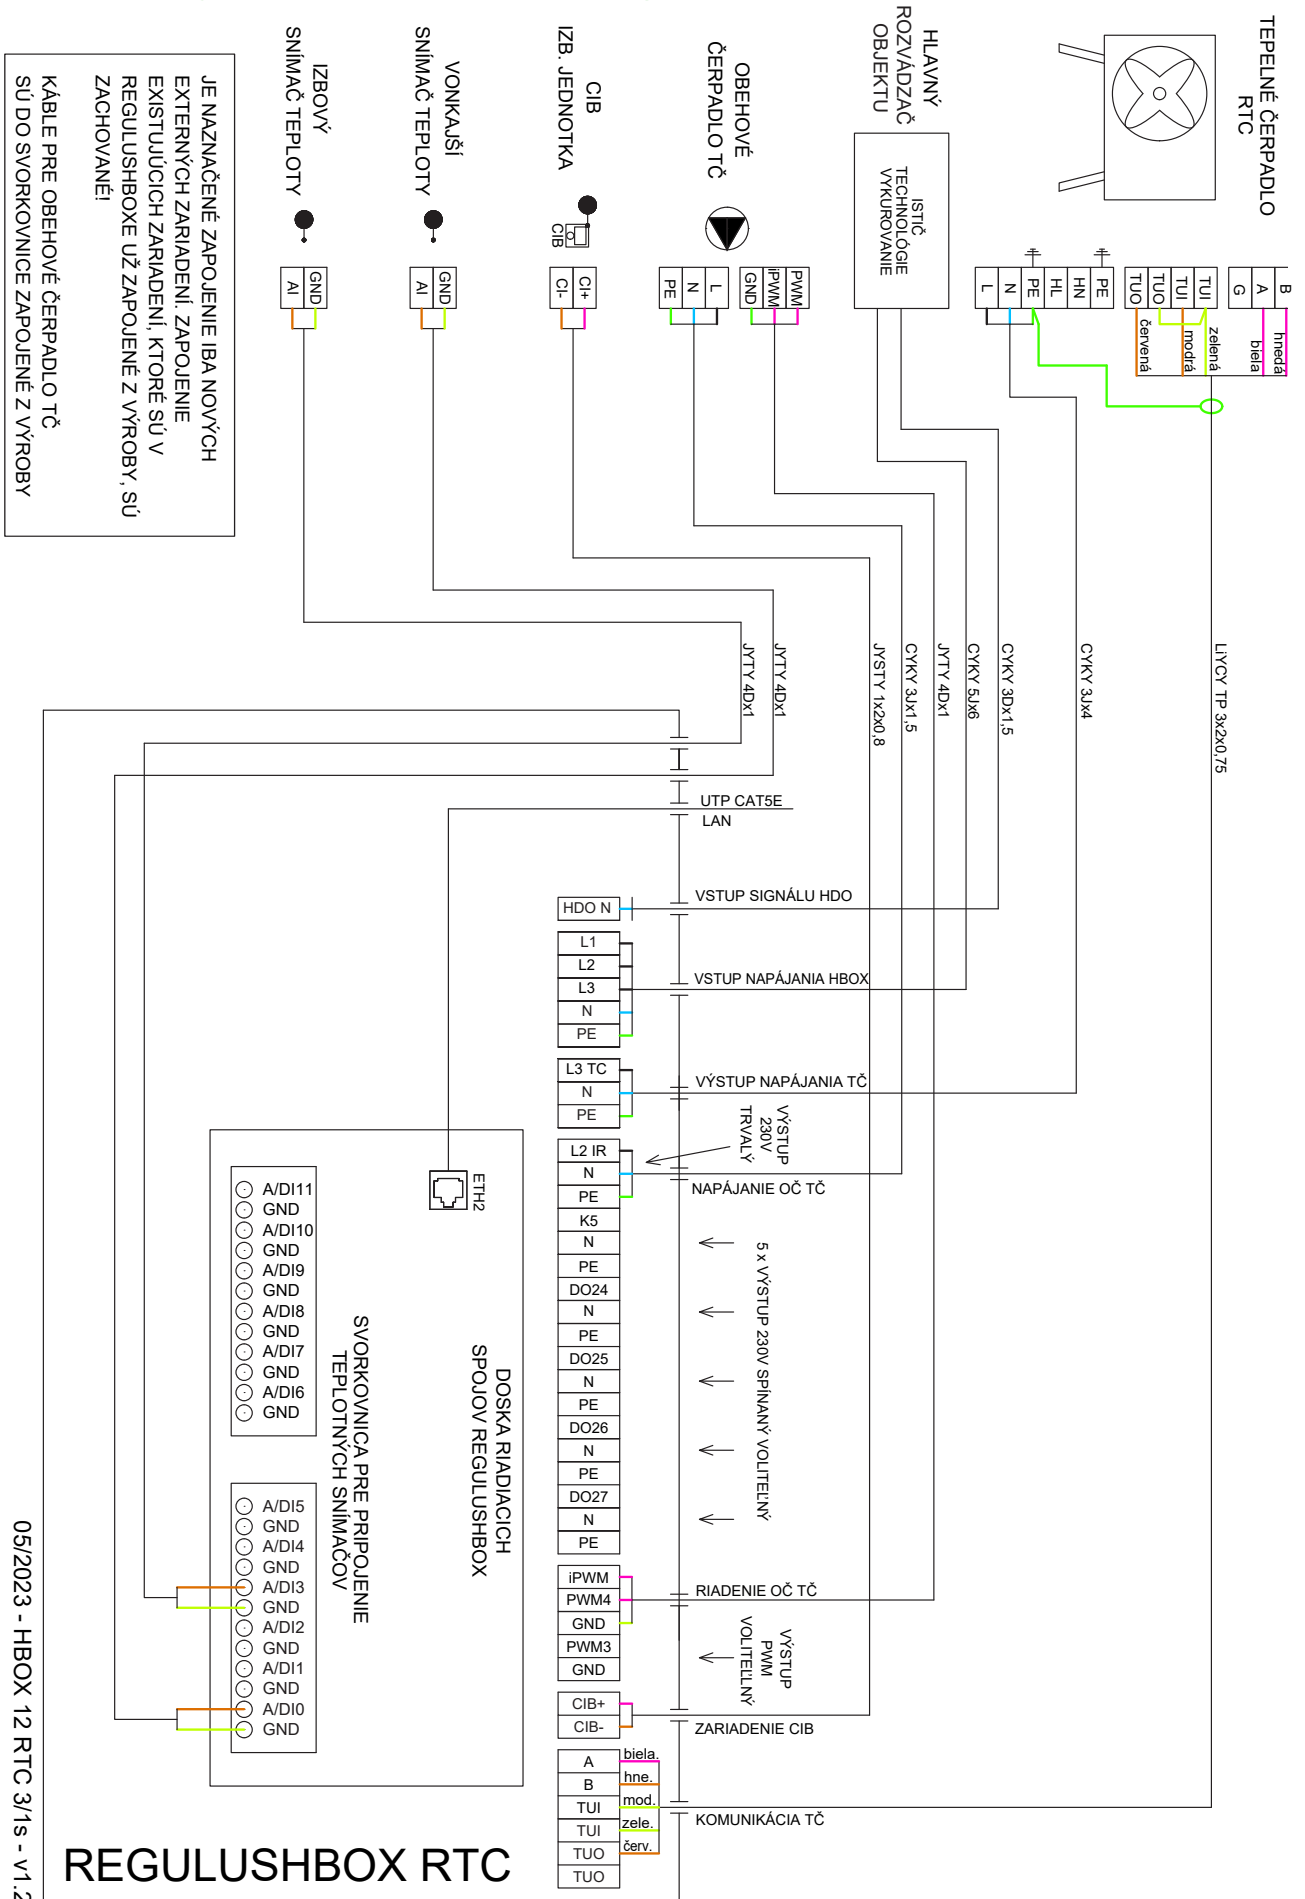 TEPELNÉ ČERPADLO
RTC
B
A
G
hnedá
biela
TUI
TUI
TUO
TUO
zelená
modrá
červená
PE
HN
HL
PE
N
L
HLAVNÝ
ROZVÁDZAČ
OBJEKTU
ISTIČ
TECHNOLÓGIE
VYKUROVANIE
OBEHOVÉ
ČERPADLO TČ
PWM
iPWM
GND
L
N
PE
CIB
IZB. JEDNOTKA
CIB
CI+
CI-
VONKAJŠÍ
SNÍMAČ TEPLOTY
GND
AI
IZBOVÝ
SNÍMAČ TEPLOTY
GND
AI
JE NAZNAČENÉ ZAPOJENIE IBA NOVÝCH
EXTERNÝCH ZARIADENÍ. ZAPOJENIE
EXISTUJÚCICH ZARIADENÍ, KTORÉ SÚ V
REGULUSHBOXE UŽ ZAPOJENÉ Z VÝROBY, SÚ
ZACHOVANÉ!
KÁBLE PRE OBEHOVÉ ČERPADLO TČ
SÚ DO SVORKOVNICE ZAPOJENÉ Z VÝROBY
LiYCY TP 3x2x0,75
CYKY 3Jx4
CYKY 3Dx1,5
CYKY 5Jx6
JYTY 4Dx1
CYKY 3Jx1,5
JYSTY 1x2x0,8
JYTY 4Dx1
JYTY 4Dx1
UTP CAT5E
LAN
VSTUP SIGNÁLU HDO
HDO N
L1
L2
L3
N
PE
VSTUP NAPÁJANIA HBOX
L3 TC
N
PE
VÝSTUP NAPÁJANIA TČ
VÝSTUP
230V
TRVALÝ
L2 IR
N
PE
NAPÁJANIE OČ TČ
K5
N
PE
DO24
N
PE
DO25
N
PE
DO26
N
PE
DO27
N
PE
5 x VÝSTUP 230V SPÍNANÝ VOLITEĽNÝ
iPWM
PWM4
GND
PWM3
GND
RIADENIE OČ TČ
VÝSTUP
PWM
VOLITEĽLNÝ
CIB+
CIB-
ZARIADENIE CIB
A
B
TUI
TUI
TUO
TUO
biela.
hne.
mod.
zele.
červ.
KOMUNIKÁCIA TČ
ETH2
DOSKA RIADIACICH
SPOJOV REGULUSHBOX
SVORKOVNICA PRE PRIPOJENIE
TEPLOTNÝCH SNÍMAČOV
A/DI11
GND
A/DI10
GND
A/DI9
GND
A/DI8
GND
A/DI7
GND
A/DI6
GND
A/DI5
GND
A/DI4
GND
A/DI3
GND
A/DI2
GND
A/DI1
GND
A/DI0
GND
REGULUSHBOX RTC
05/2023 - HBOX 12 RTC 3/1s - v1.2